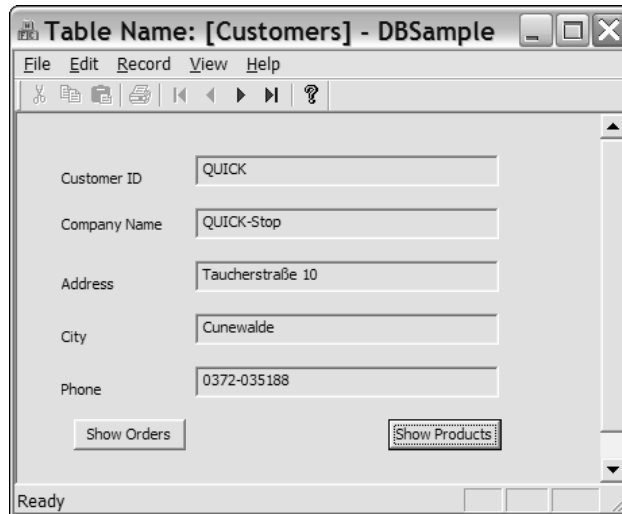 Table Name: [Customers] - DBSample
File Edit Record View Help
Customer ID QUICK
Company Name QUICK-Stop
Address Taucherstraße 10
City Cunewalde
Phone 0372-035188
Show Orders Show Products
Ready